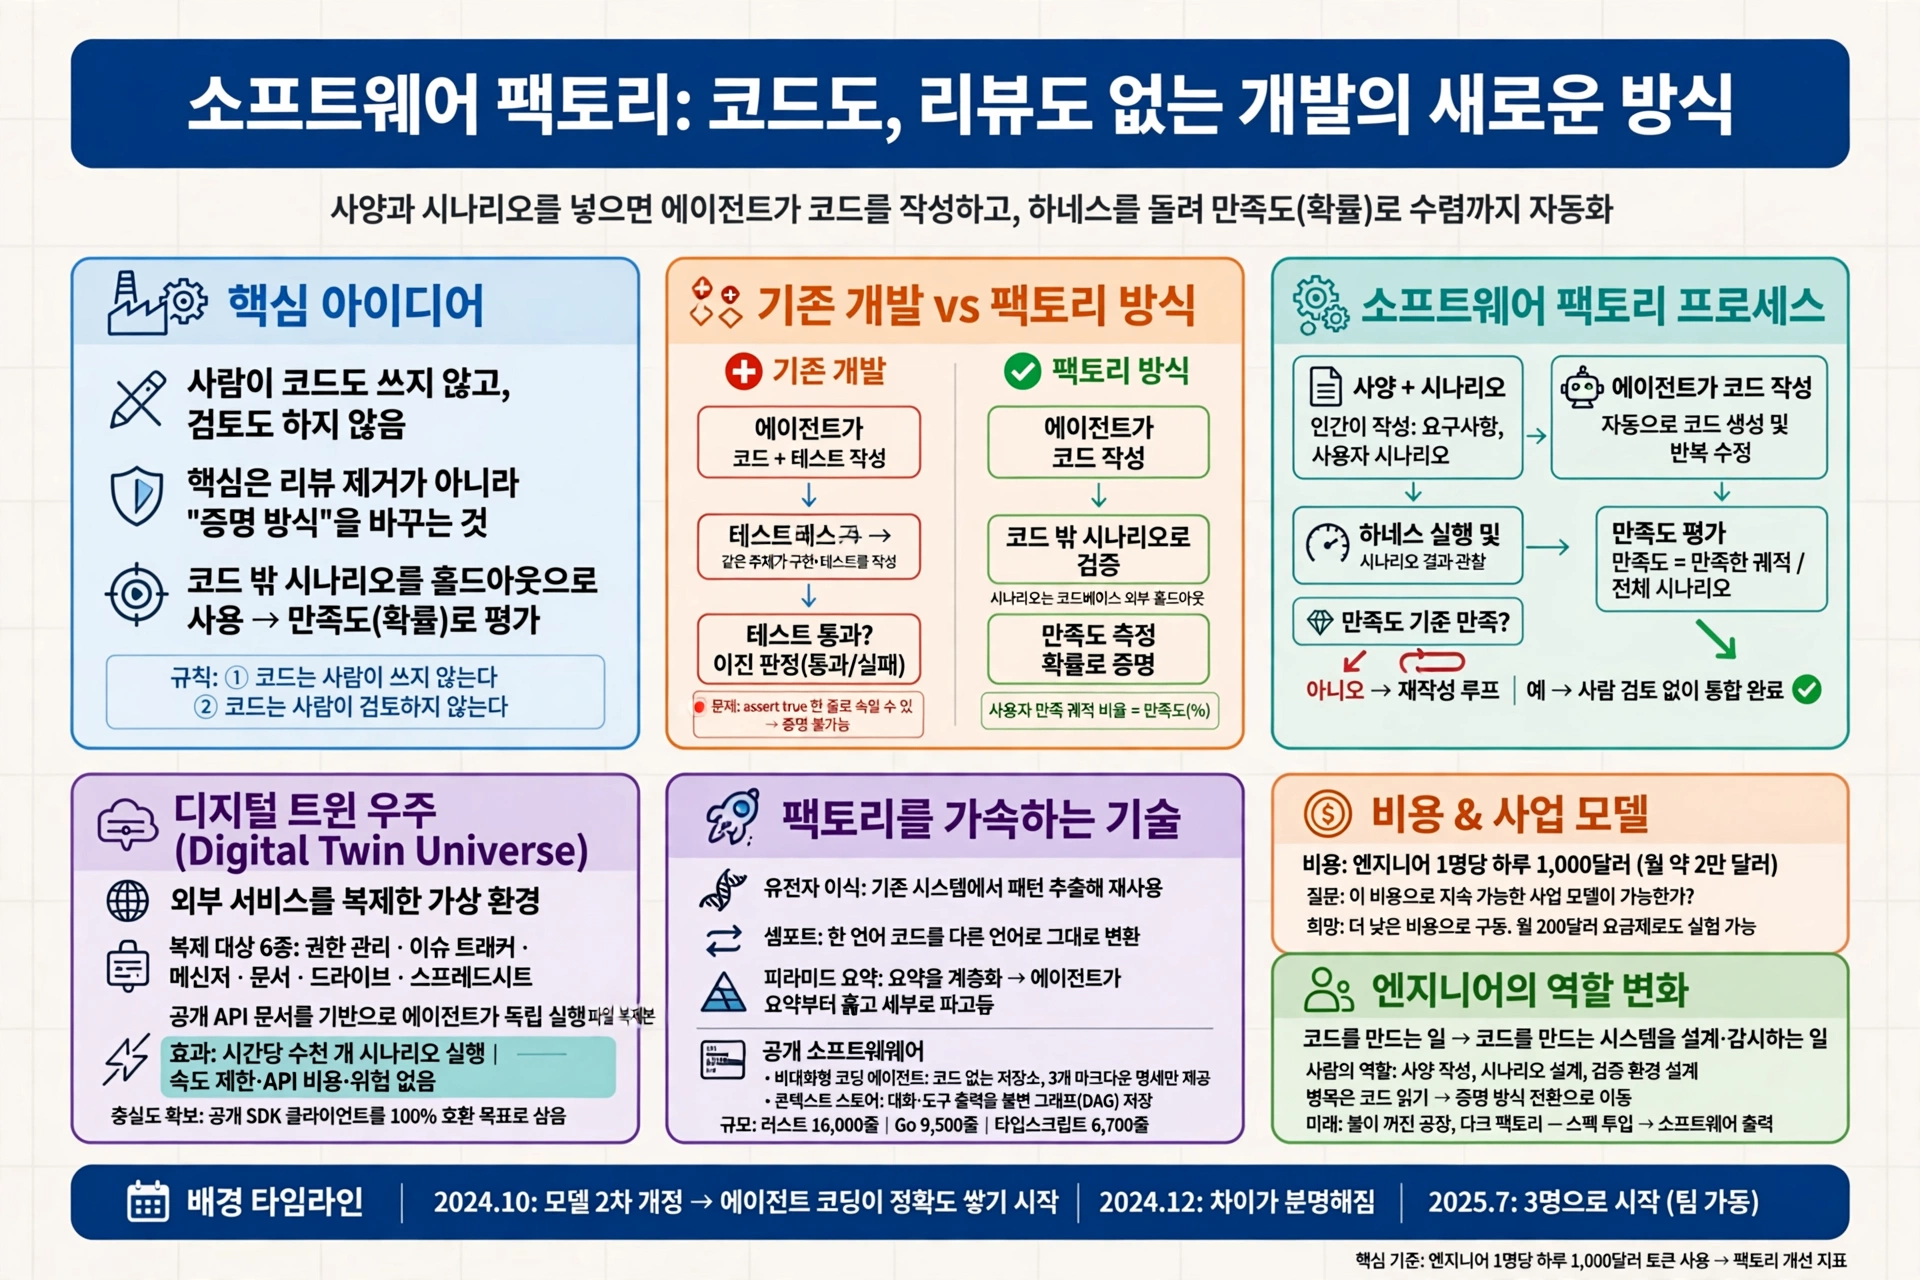 소프트웨어 팩토리: 코드도, 리뷰도 없는 개발의 새로운 방식
사양과 시나리오를 넣으면 에이전트가 코드를 작성하고, 하네스를 돌려 만족도(확률)로 수렴까지 자동화
핵심 아이디어
사람이 코드도 쓰지 않고,
검토도 하지 않음
핵심은 리뷰 제거가 아니라
"증명 방식"을 바꾸는 것
코드 밖 시나리오를 홀드아웃으로
사용 → 만족도(확률)로 평가
규칙: ① 코드는 사람이 쓰지 않는다
② 코드는 사람이 검토하지 않는다
기존 개발 vs 팩토리 방식
기존 개발
에이전트가
코드 + 테스트 작성
테스트 →
같은 주체가 구현·테스트를 작성
테스트 통과?
이진 판정(통과/실패)
문제: assert true 한 줄로 속일 수 있
→ 증명 불가능
팩토리 방식
에이전트가
코드 작성
코드 밖 시나리오로
검증
시나리오는 코드베이스 외부 홀드아웃
만족도 측정
확률로 증명
사용자 만족 궤적 비율 = 만족도(%)
소프트웨어 팩토리 프로세스
사양 + 시나리오
인간이 작성: 요구사항,
사용자 시나리오
에이전트가 코드 작성
자동으로 코드 생성 및
반복 수정
하네스 실행 및
시나리오 결과 관찰
만족도 평가
만족도 = 만족한 궤적 /
전체 시나리오
만족도 기존 만족?
아니오 → 재작성 루프
예 → 사람 검토 없이 통합 완료
디지털 트윈 우주
(Digital Twin Universe)
외부 서비스를 복제한 가상 환경
복제 대상 6종: 권한 관리 · 이슈 트래커 ·
메신저 · 문서 · 드라이브 · 스프레드시트
공개 API 문서를 기반으로 에이전트가 독립 실행
효과: 시간당 수천 개 시나리오 실행 |
속도 제한·API 비용·위험 없음
충실도 확보: 공개 SDK 클라이언트를 100% 호환 목표로 삼음
팩토리를 가속하는 기술
유전자 이식: 기존 시스템에서 패턴 추출해 재사용
셈포트: 한 언어 코드를 다른 언어로 그대로 변환
피라미드 요약: 요약을 계층화 → 에이전트가
요약부터 훑고 세부로 파고듦
공개 소프트웨웨어
• 비대화형 코딩 에이전트: 코드 없는 저장소, 3개 마크다운 명세만 제공
• 콘텍스트 스토어: 대화·도구 출력을 불변 그래프(DAG) 저장
규모: 러스트 16,000줄 | Go 9,500줄 | 타입스크립트 6,700줄
비용 & 사업 모델
비용: 엔지니어 1명당 하루 1,000달러 (월 약 2만 달러)
질문: 이 비용으로 지속 가능한 사업 모델이 가능한가?
희망: 더 낮은 비용으로 구동. 월 200달러 요금제로도 실험 가능
엔지니어의 역할 변화
코드를 만드는 일 → 코드를 만드는 시스템을 설계·감시하는 일
사람의 역할: 사양 작성, 시나리오 설계, 검증 환경 설계
병목은 코드 읽기 → 증명 방식 전환으로 이동
미래: 불이 꺼진 공장, 다크 팩토리 — 스펙 투입 → 소프트웨어 출력
배경 타임라인
2024.10: 모델 2차 개정 → 에이전트 코딩이 정확도 쌓기 시작
2024.12: 차이가 분명해짐
2025.7: 3명으로 시작 (팀 가동)
핵심 기준: 엔지니어 1명당 하루 1,000달러 토큰 사용 → 팩토리 개선 지표